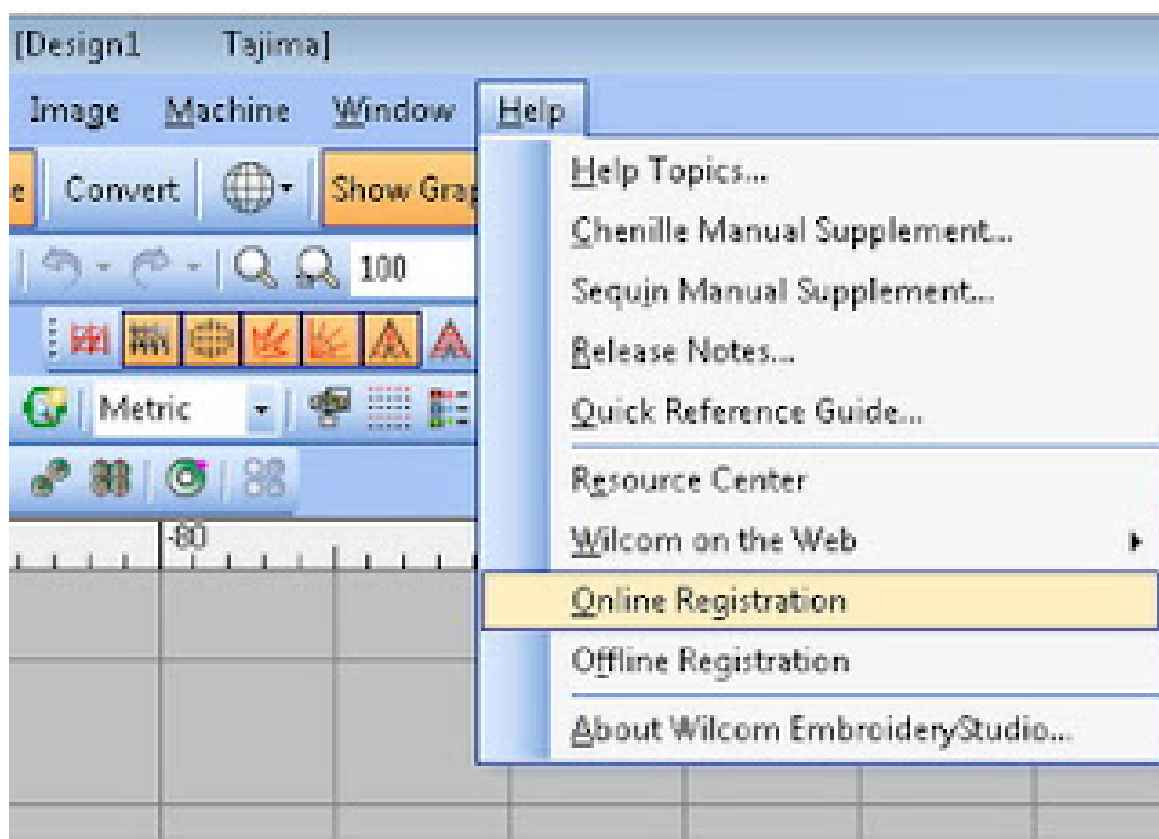 [Design1 Tajima]
Image Machine Window Help
e Convert Show Grap
100
Metric
-80
Help Topics...
Chenille Manual Supplement...
Sequin Manual Supplement...
Release Notes...
Quick Reference Guide...
Resource Center
Wilcom on the Web
Online Registration
Offline Registration
About Wilcom EmbroideryStudio...